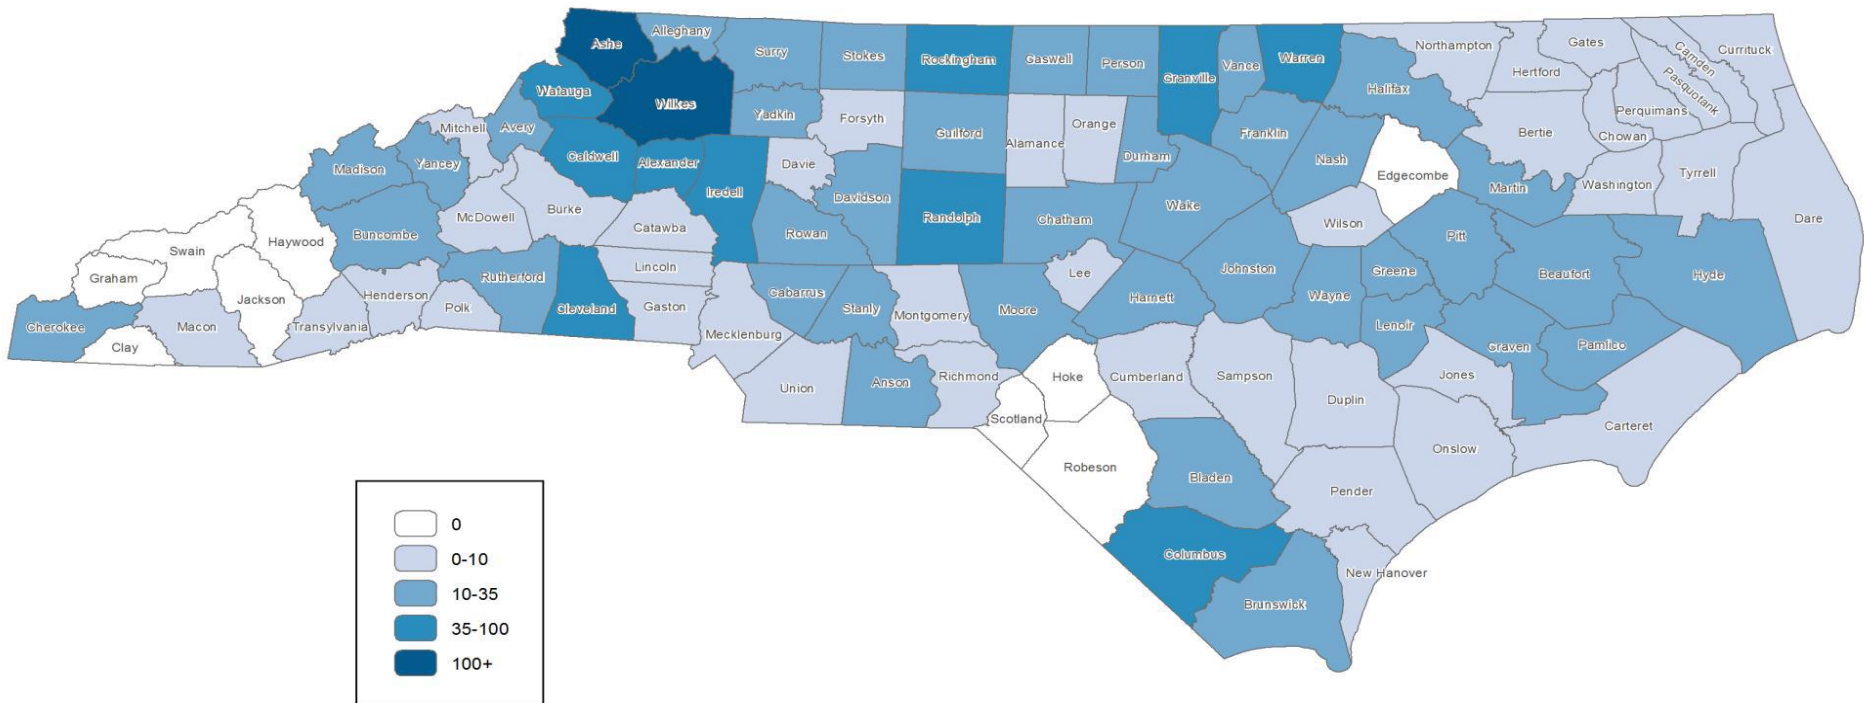 Ashe
Alleghany
Surry
Stokes
Rockingham
Caswell
Person
Granville
Vance
Warren
Northampton
Gates
Camden
Currituck
Hertford
Pasquotank
Halifax
Watauga
Wilkes
Yadkin
Forsyth
Guilford
Alamance
Orange
Durham
Franklin
Nash
Edgecombe
Bertie
Chowan
Perquimans
Mitchell
Avery
Caldwell
Alexander
Iredell
Davie
Davidson
Randolph
Chatham
Wake
Wilson
Martin
Washington
Tyrrell
Dare
Madison
Yancey
McDowell
Burke
Catawba
Rowan
Buncombe
Haywood
Swain
Graham
Jackson
Cherokee
Clay
Macon
Transylvania
Henderson
Polk
Rutherford
Cleveland
Lincoln
Gaston
Mecklenburg
Cabarrus
Stanly
Montgomery
Moore
Lee
Harnett
Johnston
Wayne
Greene
Lenoir
Pitt
Beaufort
Hyde
Craven
Pamlico
Union
Anson
Richmond
Scotland
Hoke
Cumberland
Sampson
Duplin
Jones
Onslow
Carteret
Robeson
Bladen
Pender
Columbus
Brunswick
New Hanover
0
0-10
10-35
35-100
100+